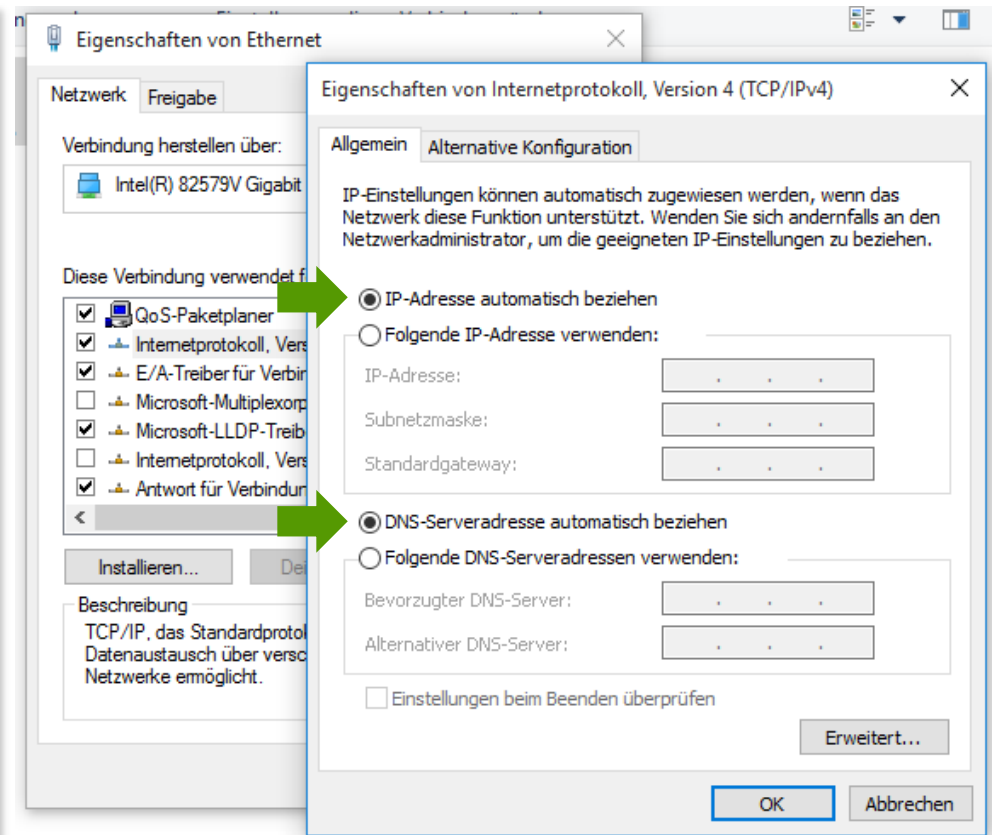 Eigenschaften von Ethernet
Netzwerk
Freigabe
Verbindung herstellen über:
Intel(R) 82579V Gigabit
Diese Verbindung verwendet f
QoS-Paketplaner
Internetprotokoll, Vers
E/A-Treiber für Verbin
Microsoft-Multiplexorp
Microsoft-LLDP-Treib
Internetprotokoll, Vers
Antwort für Verbindun
Installieren...
Dei
Beschreibung
TCP/IP, das Standardprotol
Datenaustausch über versc
Netzwerke ermöglicht.
Eigenschaften von Internetprotokoll, Version 4 (TCP/IPv4)
Allgemein
Alternative Konfiguration
IP-Einstellungen können automatisch zugewiesen werden, wenn das
Netzwerk diese Funktion unterstützt. Wenden Sie sich andernfalls an den
Netzwerkadministrator, um die geeigneten IP-Einstellungen zu beziehen.
IP-Adresse automatisch beziehen
Folgende IP-Adresse verwenden:
IP-Adresse:
Subnetzmaske:
Standardgateway:
DNS-Serveradresse automatisch beziehen
Folgende DNS-Serveradressen verwenden:
Bevorzugter DNS-Server:
Alternativer DNS-Server:
Einstellungen beim Beenden überprüfen
Erweitert...
OK
Abbrechen